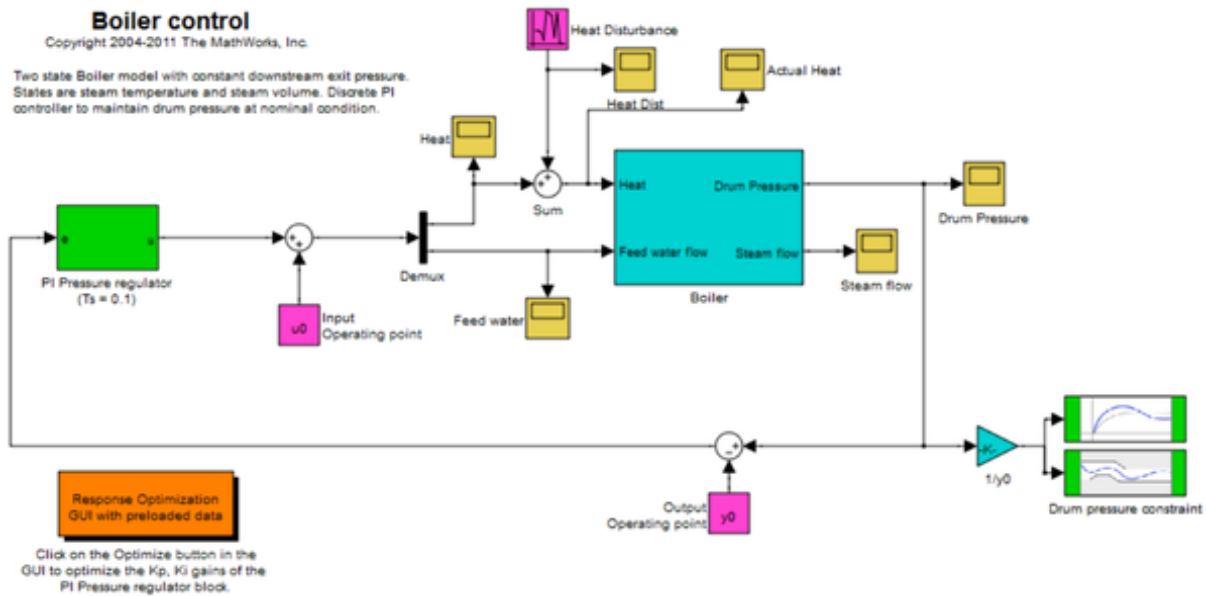 Boiler control
Copyright 2004-2011 The MathWorks, Inc.
Two state Boiler model with constant downstream exit pressure.
States are steam temperature and steam volume. Discrete PI
controller to maintain drum pressure at nominal condition.
Heat Disturbance
Heat Dist
Actual Heat
Heat
Sum
Heat
Drum Pressure
Feed water flow
Steam flow
Boiler
Drum Pressure
Steam flow
e
u
PI Pressure regulator
(Ts = 0.1)
Demux
u0
Input
Operating point
Feed water
-K-
1/y0
Drum pressure constraint
Output
Operating point
y0
Response Optimization
GUI with preloaded data
Click on the Optimize button in the
GUI to optimize the Kp, Ki gains of the
PI Pressure regulator block.